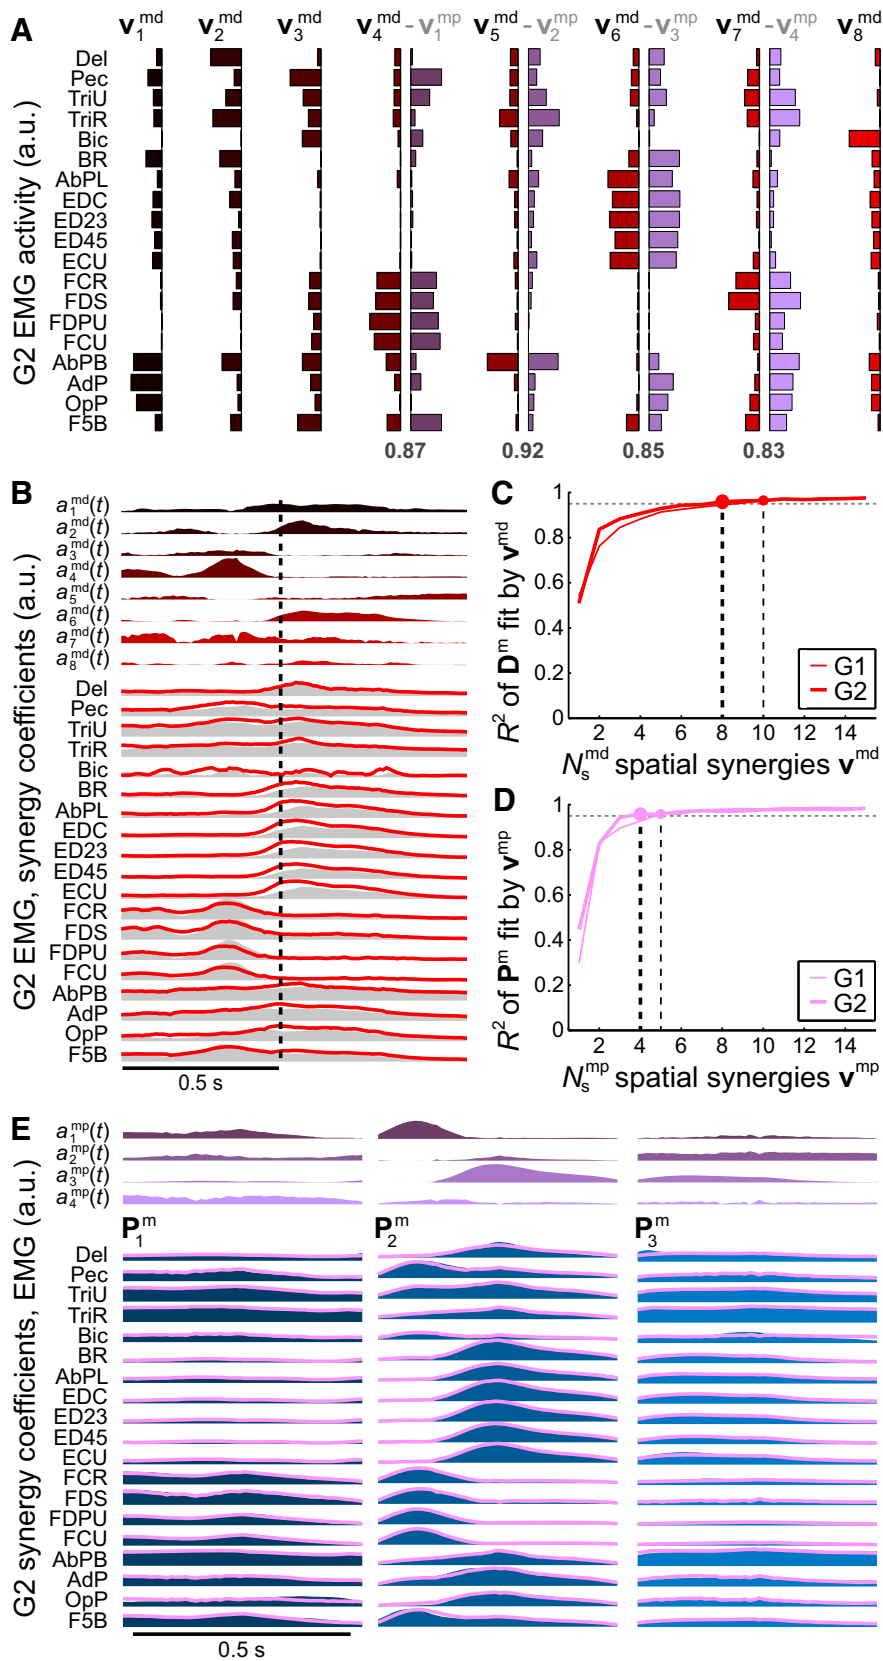 A
v₁ᵐᵈ v₂ᵐᵈ v₃ᵐᵈ v₄ᵐᵈ-v₁ᵐᵖ v₅ᵐᵈ-v₂ᵐᵖ v₆ᵐᵈ-v₃ᵐᵖ v₇ᵐᵈ-v₄ᵐᵖ v₈ᵐᵈ
G2 EMG activity (a.u.)
Del
Pec
TriU
TriR
Bic
BR
AbPL
EDC
ED23
ED45
ECU
FCR
FDS
FDPU
FCU
AbPB
AdP
OpP
F5B
0.87 0.92 0.85 0.83
B
G2 EMG, synergy coefficients (a.u.)
a₁ᵐᵈ(t)
a₂ᵐᵈ(t)
a₃ᵐᵈ(t)
a₄ᵐᵈ(t)
a₅ᵐᵈ(t)
a₆ᵐᵈ(t)
a₇ᵐᵈ(t)
a₈ᵐᵈ(t)
Del
Pec
TriU
TriR
Bic
BR
AbPL
EDC
ED23
ED45
ECU
FCR
FDS
FDPU
FCU
AbPB
AdP
OpP
F5B
0.5 s
C
R² of Dᵐ fit by vᵐᵈ
1
0.8
0.6
0.4
0.2
0
G1
G2
2 4 6 8 10 12 14
Nₛᵐᵈ spatial synergies vᵐᵈ
D
R² of Pᵐ fit by vᵐᵖ
1
0.8
0.6
0.4
0.2
0
G1
G2
2 4 6 8 10 12 14
Nₛᵐᵖ spatial synergies vᵐᵖ
E
G2 synergy coefficients, EMG (a.u.)
a₁ᵐᵖ(t)
a₂ᵐᵖ(t)
a₃ᵐᵖ(t)
a₄ᵐᵖ(t)
P₁ᵐ P₂ᵐ P₃ᵐ
Del
Pec
TriU
TriR
Bic
BR
AbPL
EDC
ED23
ED45
ECU
FCR
FDS
FDPU
FCU
AbPB
AdP
OpP
F5B
0.5 s